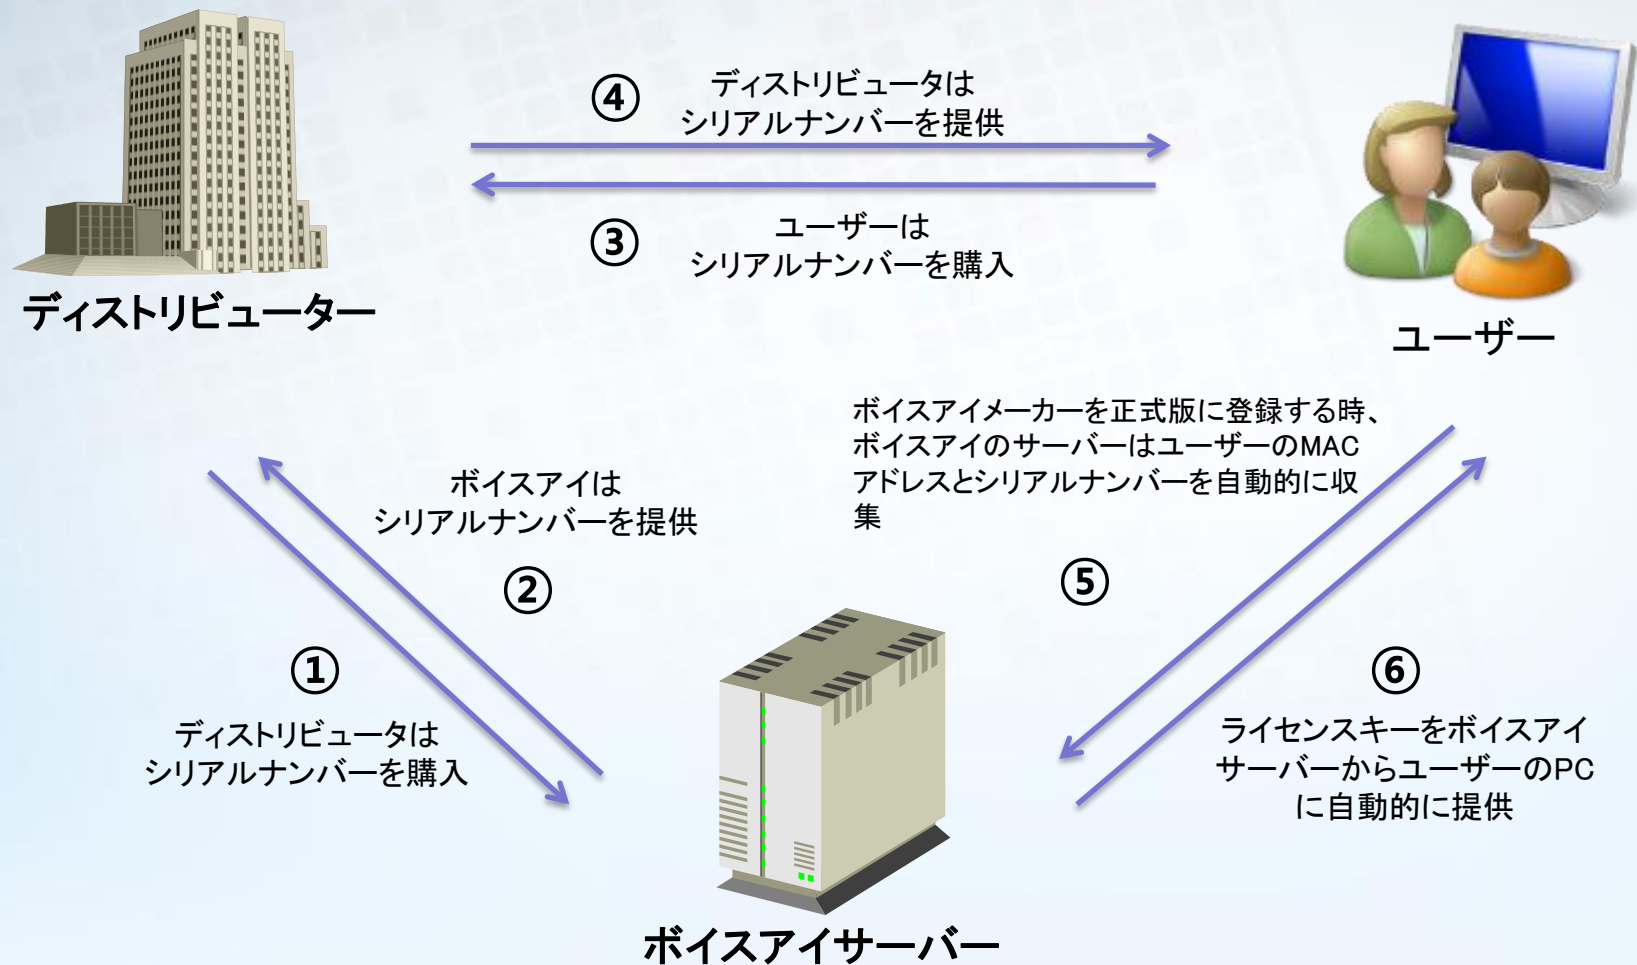 ④
ディストリビュータは
シリアルナンバーを提供
③
ユーザーは
シリアルナンバーを購入
ディストリビューター
ユーザー
ボイスアイメーカーを正式版に登録する時、
ボイスアイのサーバーはユーザーのMAC
アドレスとシリアルナンバーを自動的に収
集
⑤
ボイスアイは
シリアルナンバーを提供
②
①
ディストリビュータは
シリアルナンバーを購入
⑥
ライセンスキーをボイスアイ
サーバーからユーザーのPC
に自動的に提供
ボイスアイサーバー